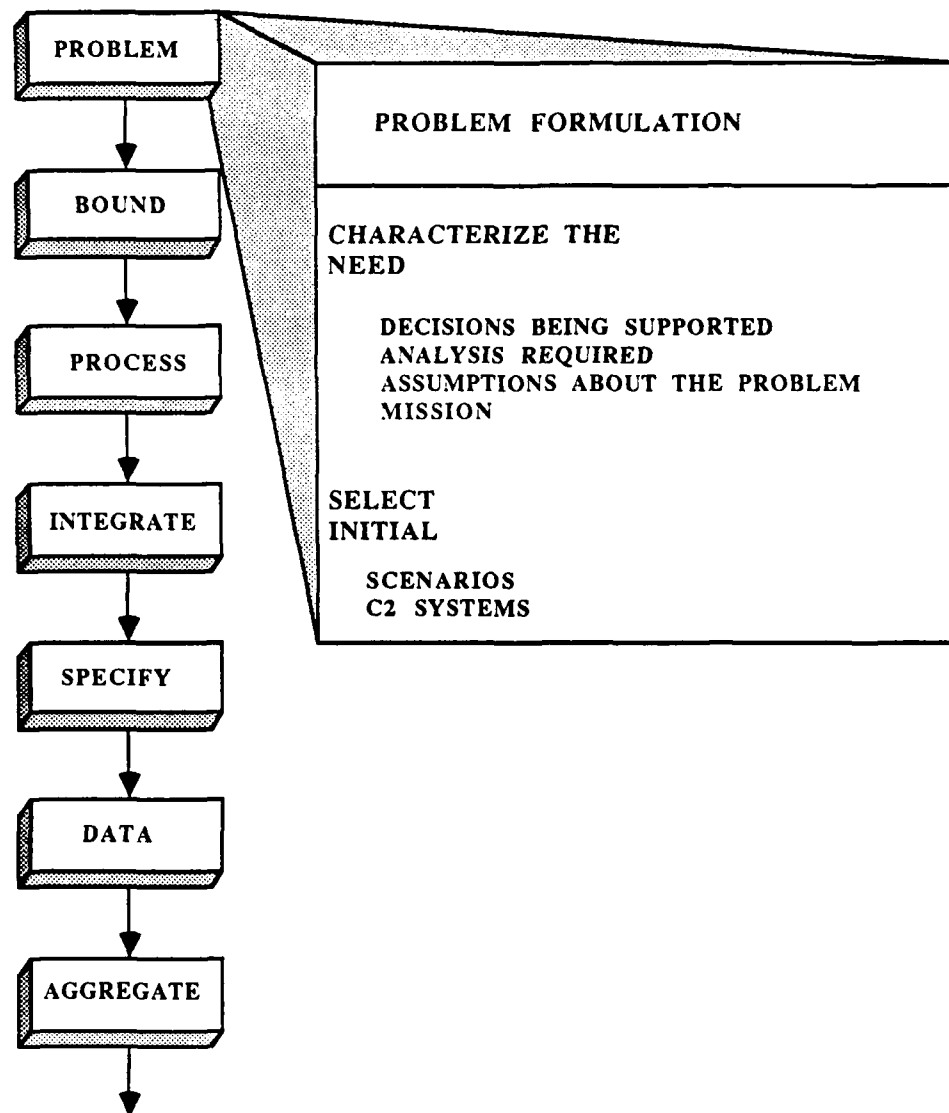 PROBLEM
BOUND
PROCESS
INTEGRATE
SPECIFY
DATA
AGGREGATE
PROBLEM FORMULATION
CHARACTERIZE THE
NEED
DECISIONS BEING SUPPORTED
ANALYSIS REQUIRED
ASSUMPTIONS ABOUT THE PROBLEM
MISSION
SELECT
INITIAL
SCENARIOS
C2 SYSTEMS